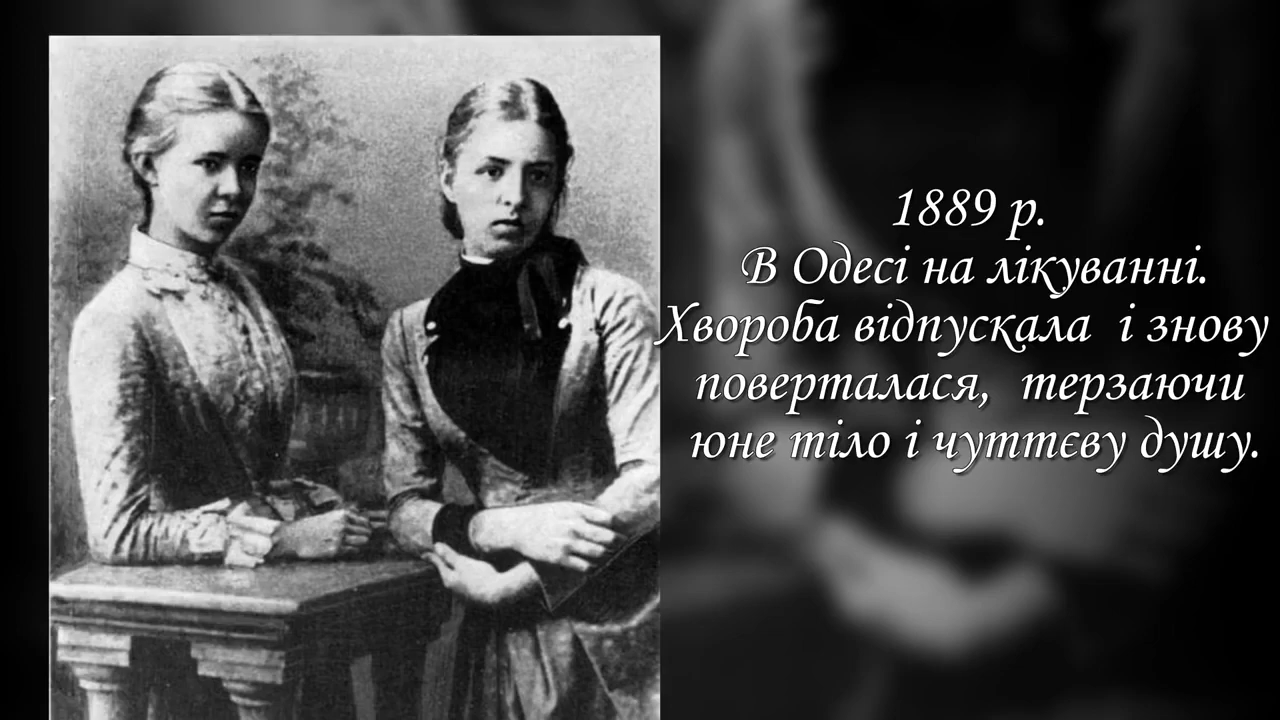 1889 р.
В Одесі на лікуванні.
Хвороба відпускала і знову
поверталася, терзаючи
юне тіло і чуттєву душу.